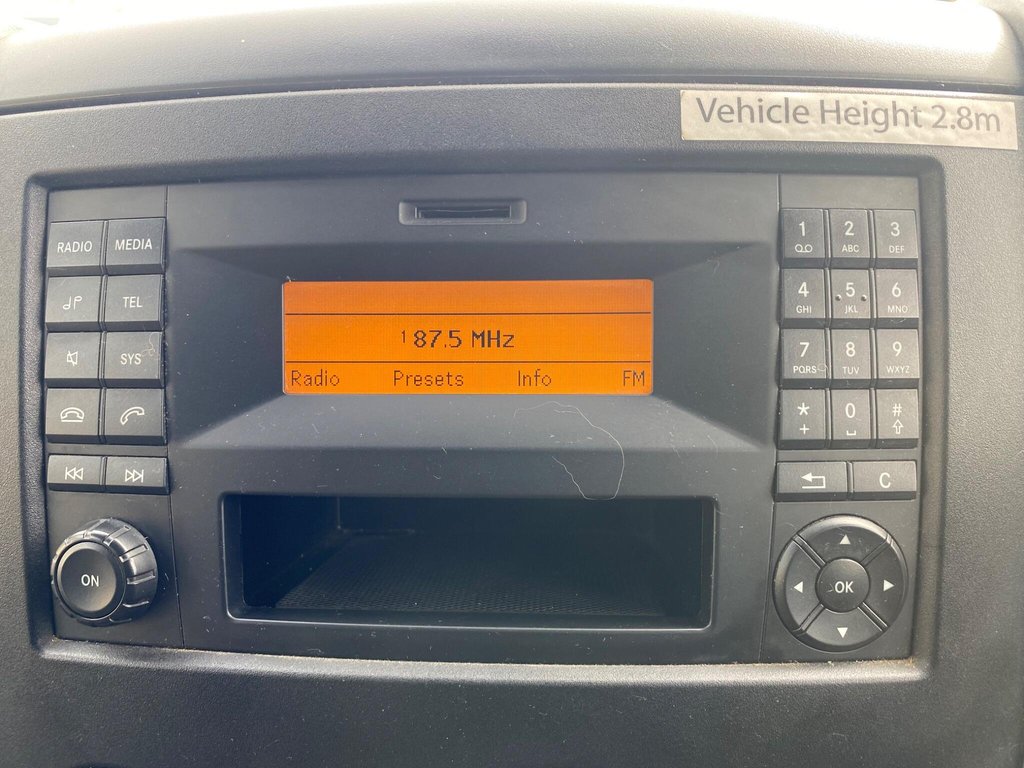 Vehicle Height 2.8m
RADIO MEDIA
TEL
SYS
ON
1 87.5 MHz
Radio Presets Info FM
1 2 3
ABC DEF
4 5 6
GHI JKL MNO
7 8 9
PQRS TUV WXYZ
* 0 #
+
C
OK